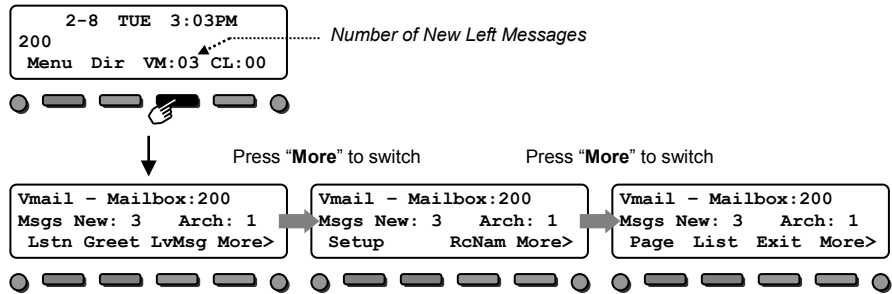 2-8 TUE 3:03PM
200
Menu Dir VM:03 CL:00
Number of New Left Messages
Press “More” to switch
Press “More” to switch
Vmail – Mailbox:200
Msgs New: 3 Arch: 1
Lstn Greet LvMsg More>
Vmail – Mailbox:200
Msgs New: 3 Arch: 1
Setup RcNam More>
Vmail – Mailbox:200
Msgs New: 3 Arch: 1
Page List Exit More>